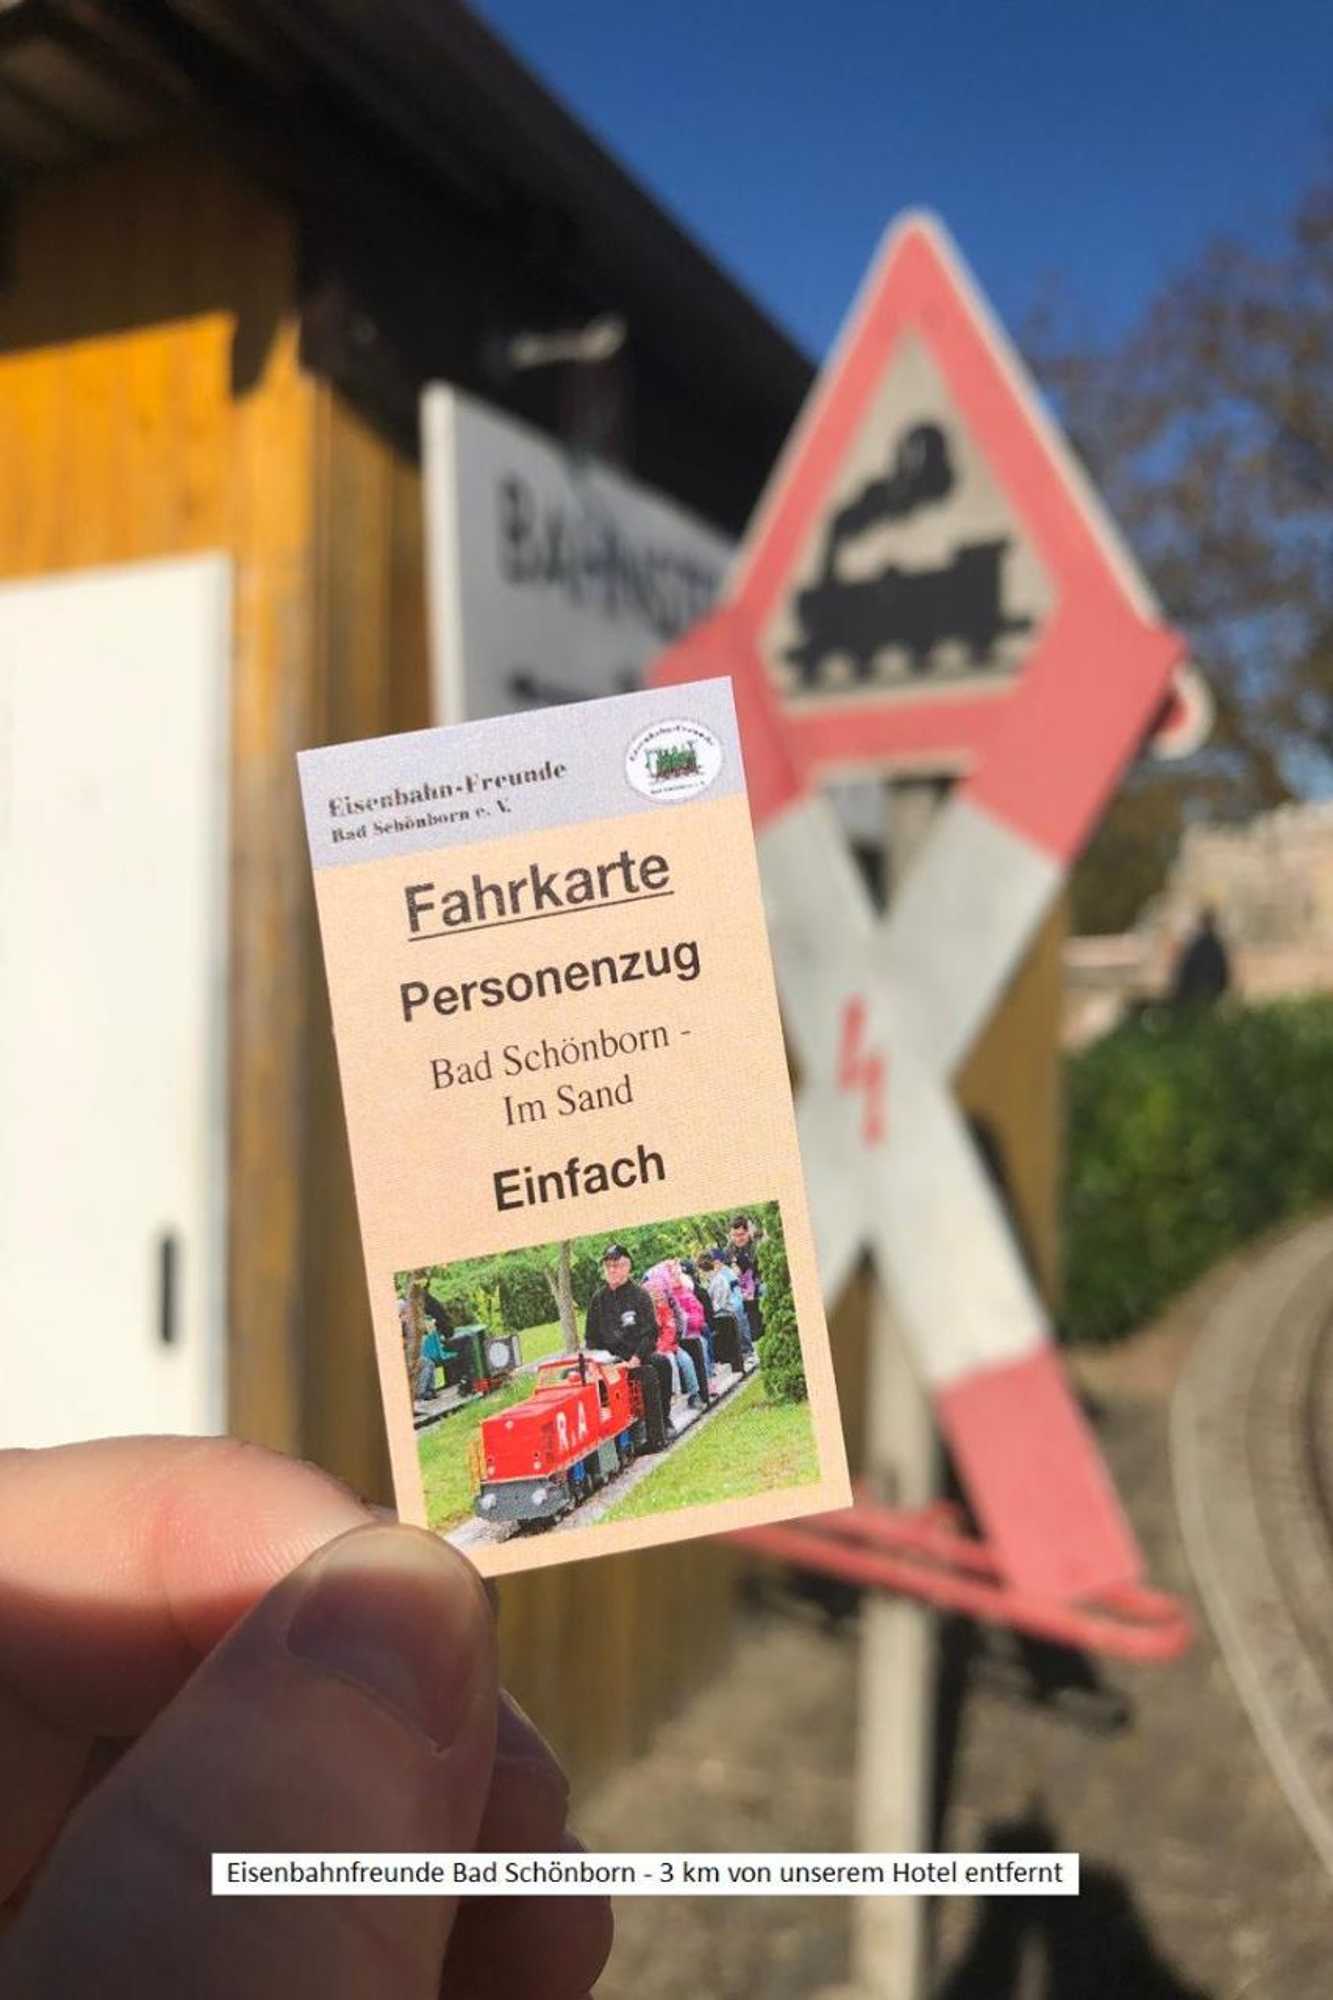 Eisenbahn-Freunde
Bad Schönborn e. V.
Fahrkarte
Personenzug
Bad Schönborn -
Im Sand
Einfach
R.A
Eisenbahnfreunde Bad Schönborn - 3 km von unserem Hotel entfernt